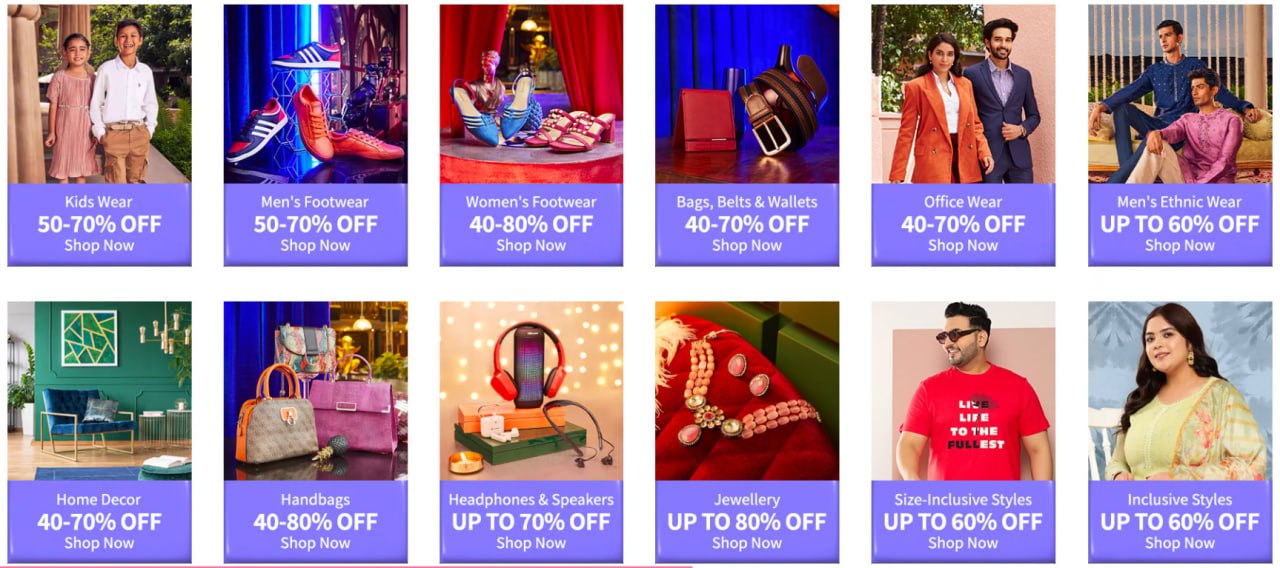 Kids Wear
50-70% OFF
Shop Now
Men's Footwear
50-70% OFF
Shop Now
Women's Footwear
40-80% OFF
Shop Now
Bags, Belts & Wallets
40-70% OFF
Shop Now
Office Wear
40-70% OFF
Shop Now
Men's Ethnic Wear
UP TO 60% OFF
Shop Now
LIVE
LIFE
TO THE
FULLEST
Home Decor
40-70% OFF
Shop Now
Handbags
40-80% OFF
Shop Now
Headphones & Speakers
UP TO 70% OFF
Shop Now
Jewellery
UP TO 80% OFF
Shop Now
Size-Inclusive Styles
UP TO 60% OFF
Shop Now
Inclusive Styles
UP TO 60% OFF
Shop Now